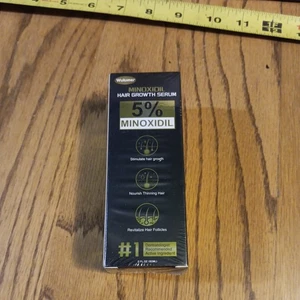 11 10 9 8 7 6 5 4
MINOXIDIL
HAIR GROWTH SERUM
5%
MINOXIDIL
Stimulate hair growth
Nourish Thinning Hair
Revitalize Hair Follicles
#1